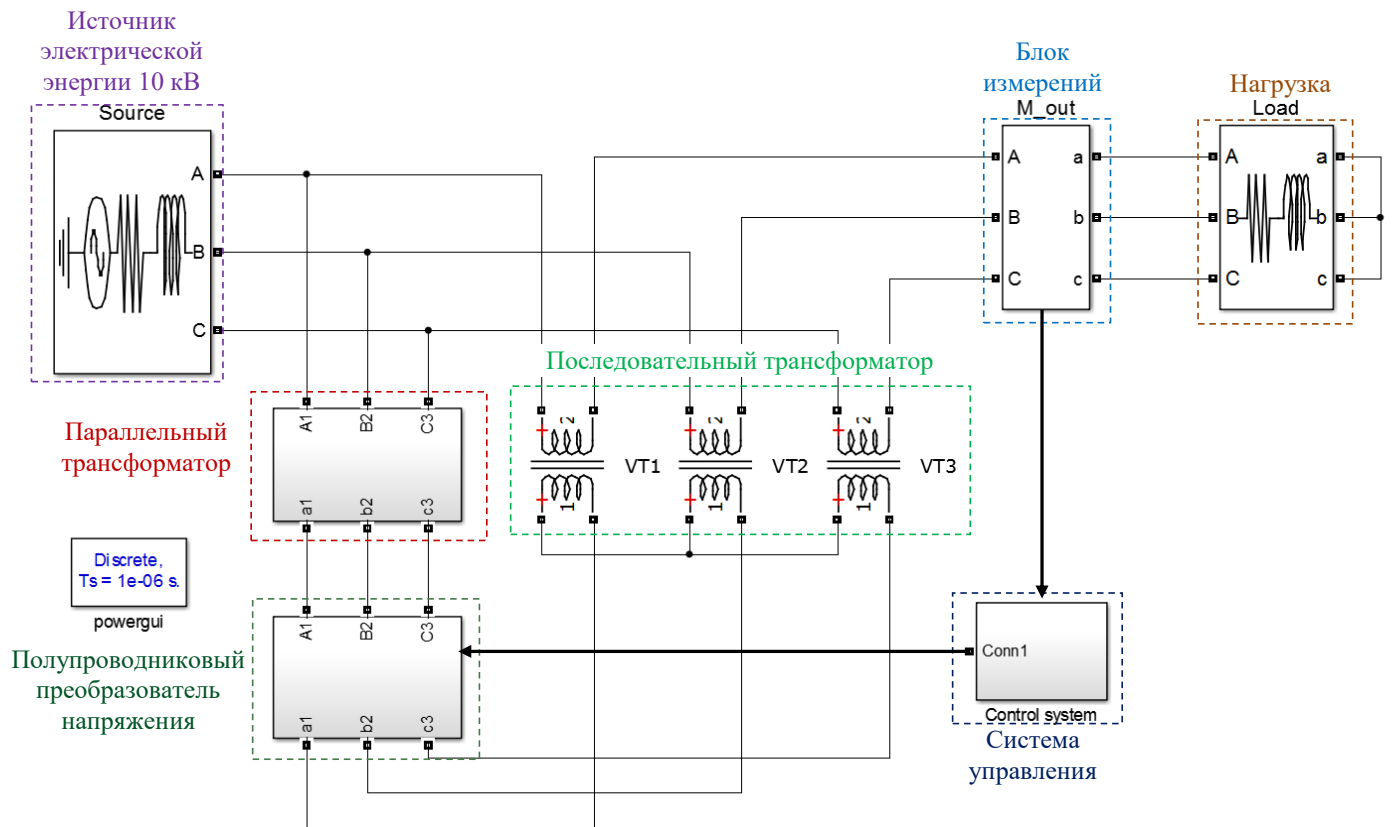 Источник
электрической
энергии 10 кВ
Source
A
B
C
Блок
измерений
M_out
A
B
C
a
b
c
Нагрузка
Load
A
B
C
a
b
c
Последовательный трансформатор
+
2
+
1
VT1
+
2
+
1
VT2
+
2
+
1
VT3
Параллельный
трансформатор
A1
B2
C3
a1
b2
c3
Discrete,
Ts = 1e-06 s.
powergui
Полупроводниковый
преобразователь
напряжения
A1
B2
C3
a1
b2
c3
Conn1
Control system
Система
управления